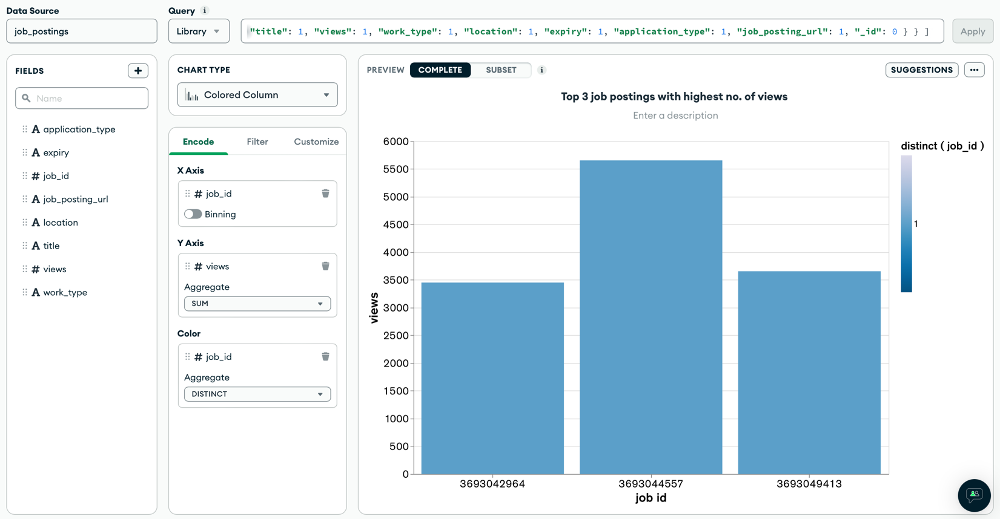 Data Source
job_postings
Query i
Library
"title": 1, "views": 1, "work_type": 1, "location": 1, "expiry": 1, "application_type": 1, "job_posting_url": 1, "_id": 0 } } ]
Apply
FIELDS
+
Name
A application_type
A expiry
# job_id
A job_posting_url
A location
A title
# views
A work_type
CHART TYPE
Colored Column
Encode Filter Customize
X Axis
# job_id
Binning
Y Axis
# views
Aggregate
SUM
Color
# job_id
Aggregate
DISTINCT
PREVIEW COMPLETE SUBSET i
SUGGESTIONS ...
Top 3 job postings with highest no. of views
Enter a description
6000
5500
5000
4500
4000
3500
3000
2500
2000
1500
1000
500
0
views
3693042964 3693044557 3693049413
job id
distinct ( job_id )
1